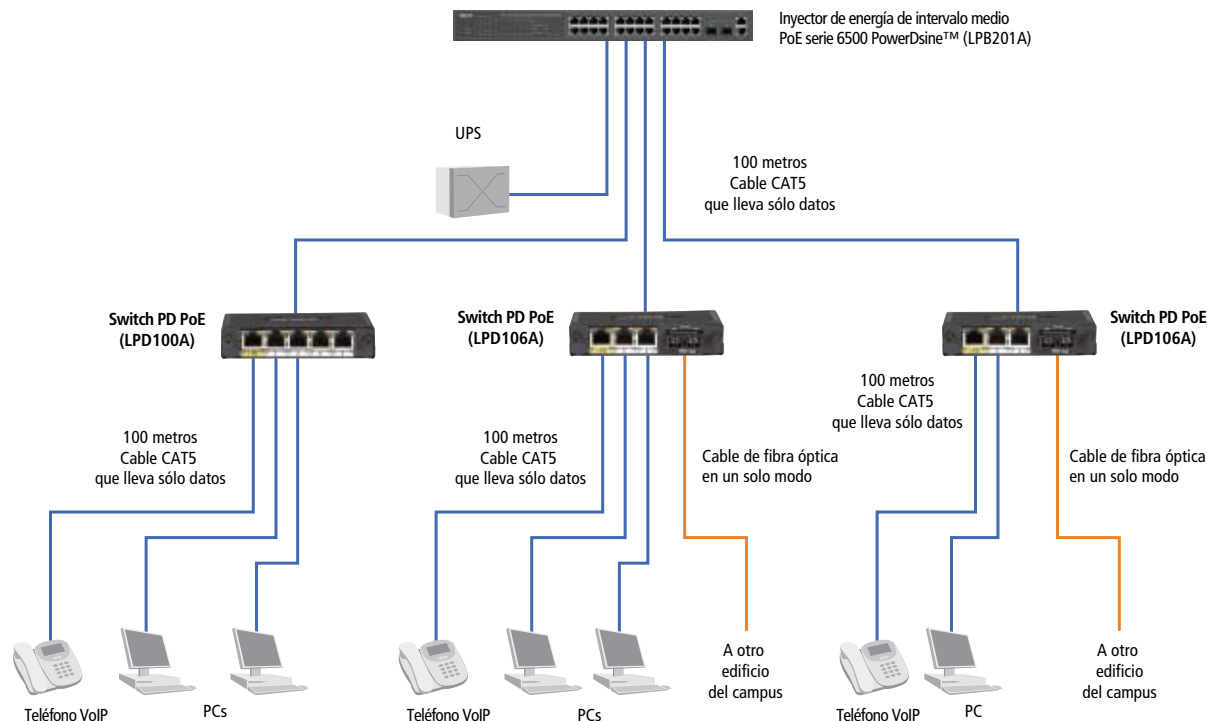 Inyector de energía de intervalo medio
PoE serie 6500 PowerDsine™ (LPB201A)
UPS
100 metros
Cable CAT5
que lleva sólo datos
Switch PD PoE
(LPD100A)
Switch PD PoE
(LPD106A)
Switch PD PoE
(LPD106A)
100 metros
Cable CAT5
que lleva sólo datos
100 metros
Cable CAT5
que lleva sólo datos
Cable de fibra óptica
en un solo modo
100 metros
Cable CAT5
que lleva sólo datos
Cable de fibra óptica
en un solo modo
Teléfono VoIP
PCs
Teléfono VoIP
PCs
A otro
edificio
del campus
Teléfono VoIP
PC
A otro
edificio
del campus